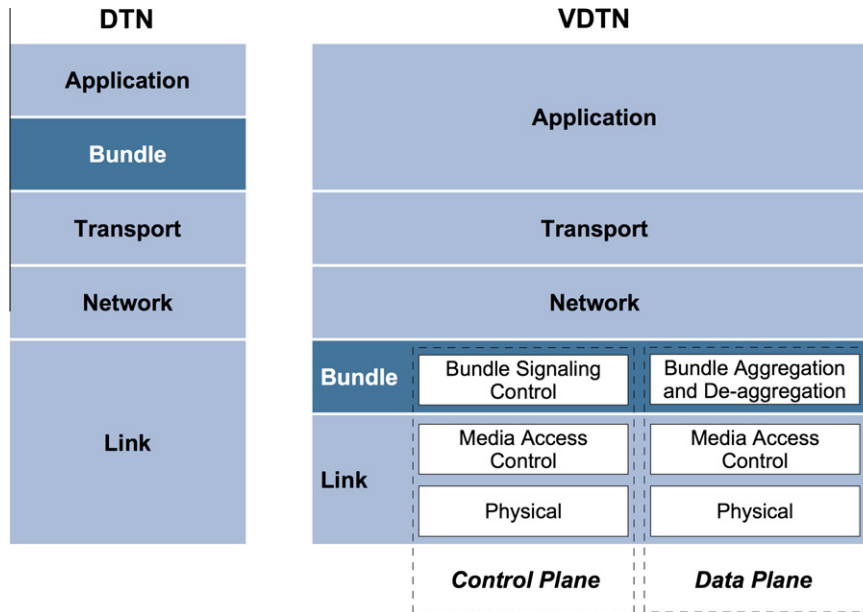 DTN
Application
Bundle
Transport
Network
Link
VDTN
Application
Transport
Network
Bundle
Bundle Signaling
Control
Bundle Aggregation
and De-aggregation
Link
Media Access
Control
Media Access
Control
Physical
Physical
Control Plane
Data Plane